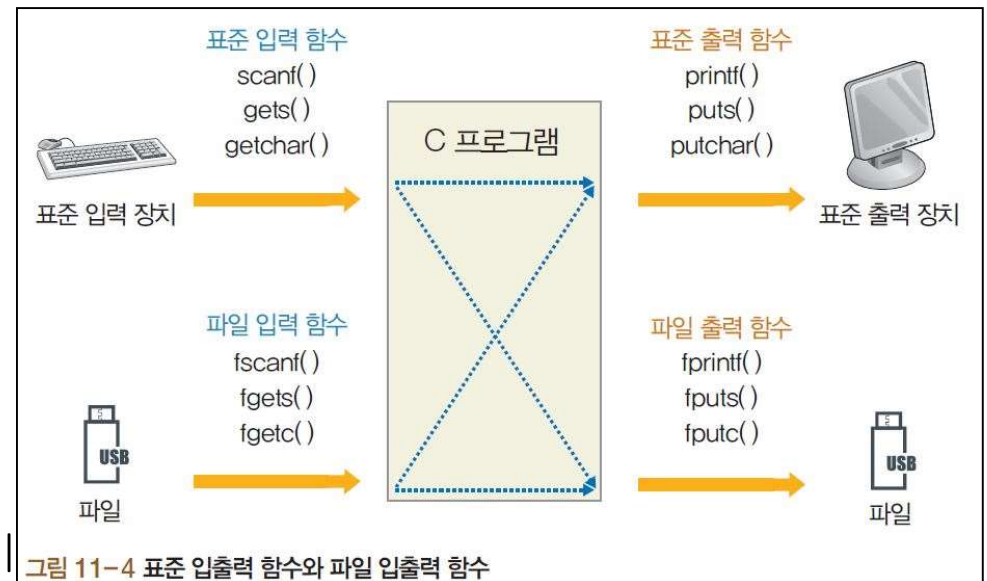 표준 입력 함수
scanf( )
gets( )
getchar( )
표준 출력 함수
printf( )
puts( )
putchar( )
C 프로그램
표준 입력 장치
표준 출력 장치
파일 입력 함수
fscanf( )
fgets( )
fgetc( )
파일 출력 함수
fprintf( )
fputs( )
fputc( )
USB
파일
USB
파일
그림 11-4 표준 입출력 함수와 파일 입출력 함수